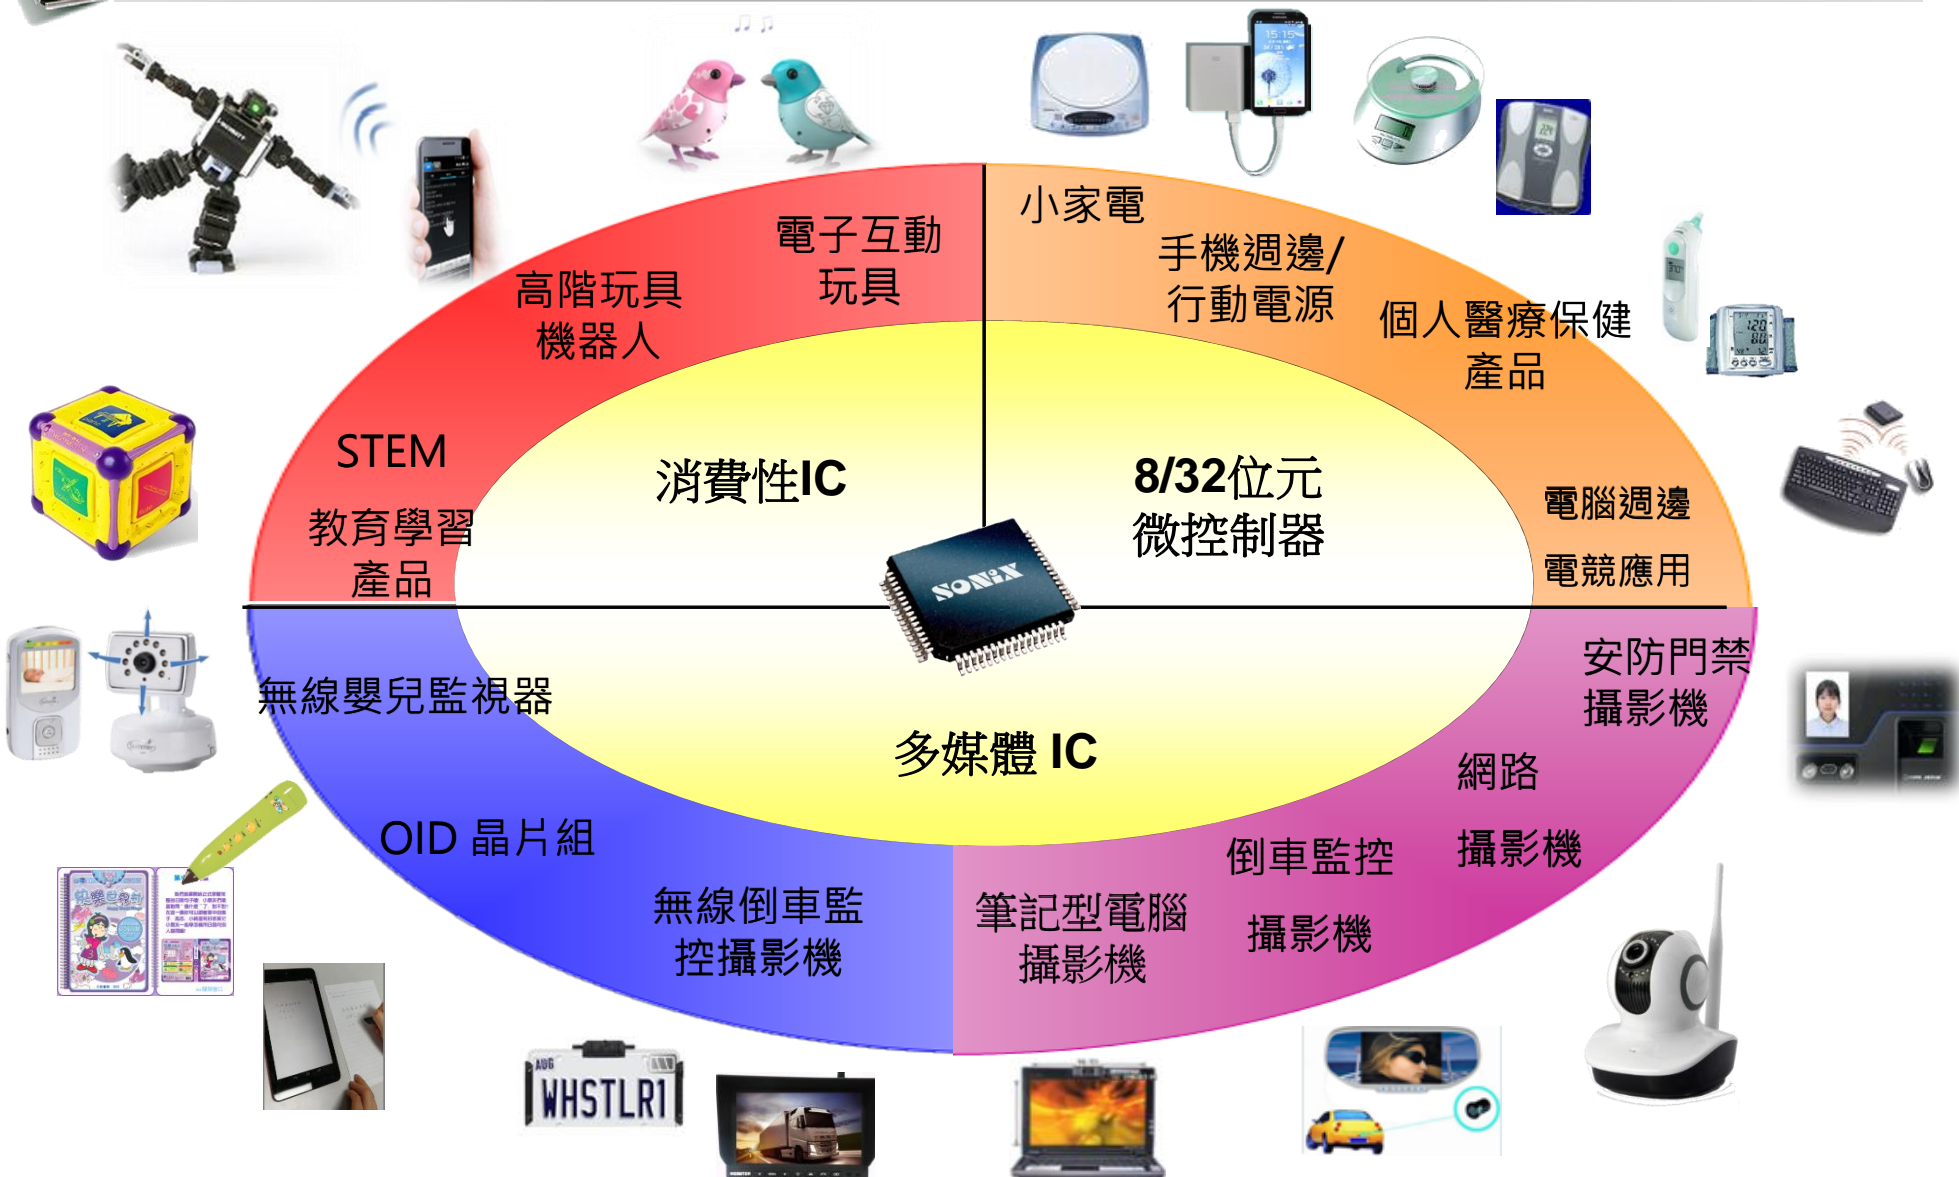 小家電
電子互動
玩具
手機週邊/
行動電源
高階玩具
機器人
個人醫療保健
產品
STEM
教育學習
產品
消費性IC
8/32位元
微控制器
電腦週邊
電競應用
SONiX
無線嬰兒監視器
安防門禁
攝影機
多媒體 IC
網路
攝影機
OID 晶片組
倒車監控
攝影機
無線倒車監
控攝影機
筆記型電腦
攝影機
15:15
AUG
WHSTLR1